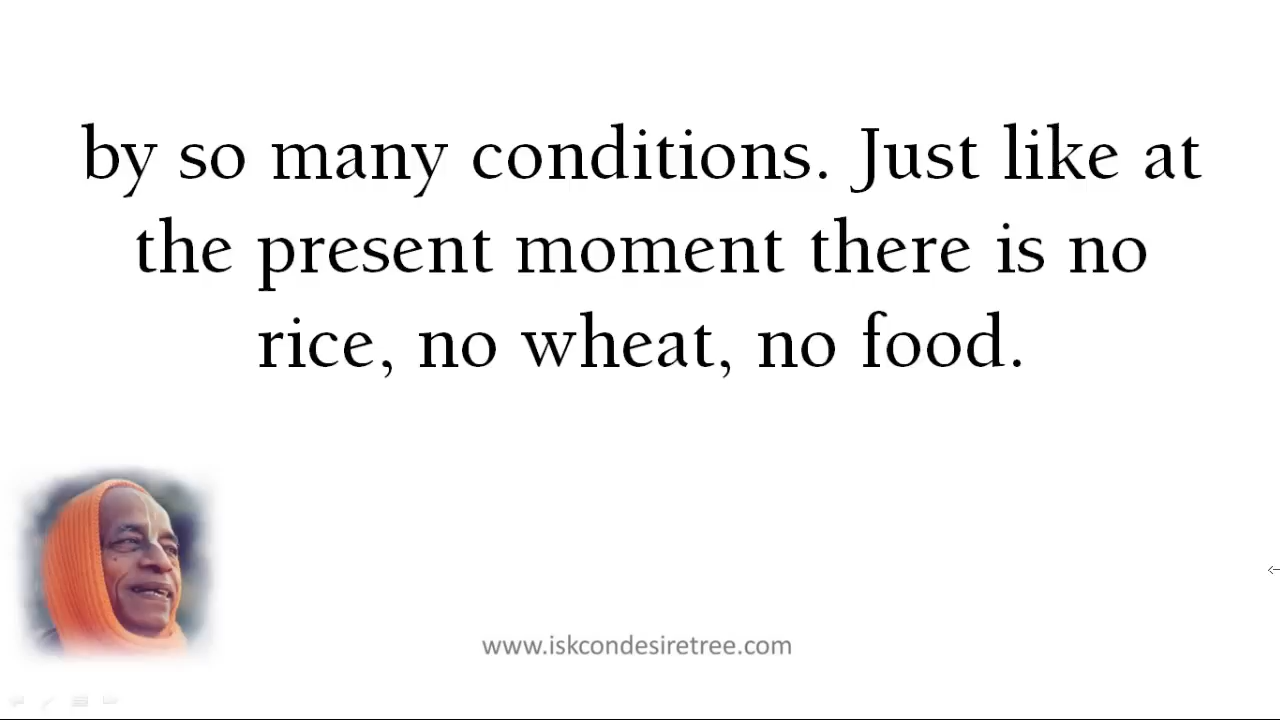 by so many conditions. Just like at
the present moment there is no
rice, no wheat, no food.
www.iskcondesiretree.com